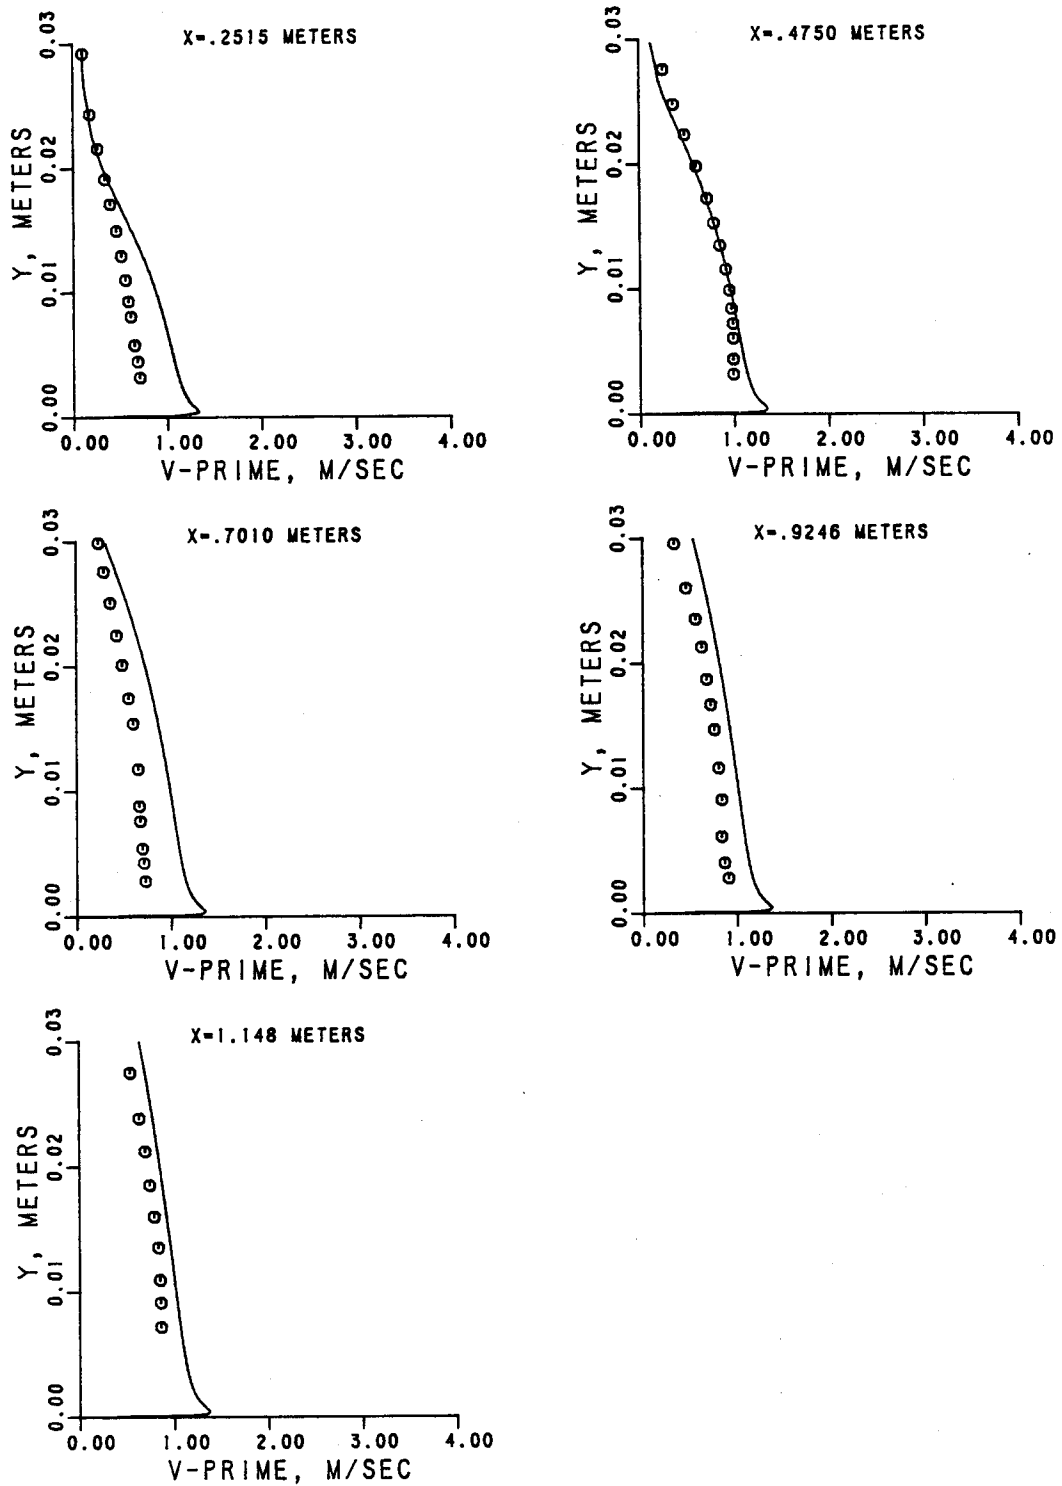 X=.2515 METERS
0.03
0.02
0.01
0.00
Y, METERS
0.00 1.00 2.00 3.00 4.00
V-PRIME, M/SEC
X=.4750 METERS
0.03
0.02
0.01
0.00
Y, METERS
0.00 1.00 2.00 3.00 4.00
V-PRIME, M/SEC
X=.7010 METERS
0.03
0.02
0.01
0.00
Y, METERS
0.00 1.00 2.00 3.00 4.00
V-PRIME, M/SEC
X=.9246 METERS
0.03
0.02
0.01
0.00
Y, METERS
0.00 1.00 2.00 3.00 4.00
V-PRIME, M/SEC
X=1.148 METERS
0.03
0.02
0.01
0.00
Y, METERS
0.00 1.00 2.00 3.00 4.00
V-PRIME, M/SEC